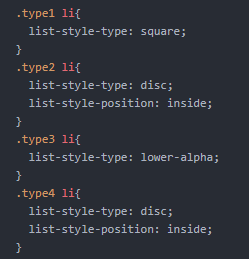 .type1 li{
  list-style-type: square;
}
.type2 li{
  list-style-type: disc;
  list-style-position: inside;
}
.type3 li{
  list-style-type: lower-alpha;
}
.type4 li{
  list-style-type: disc;
  list-style-position: inside;
}